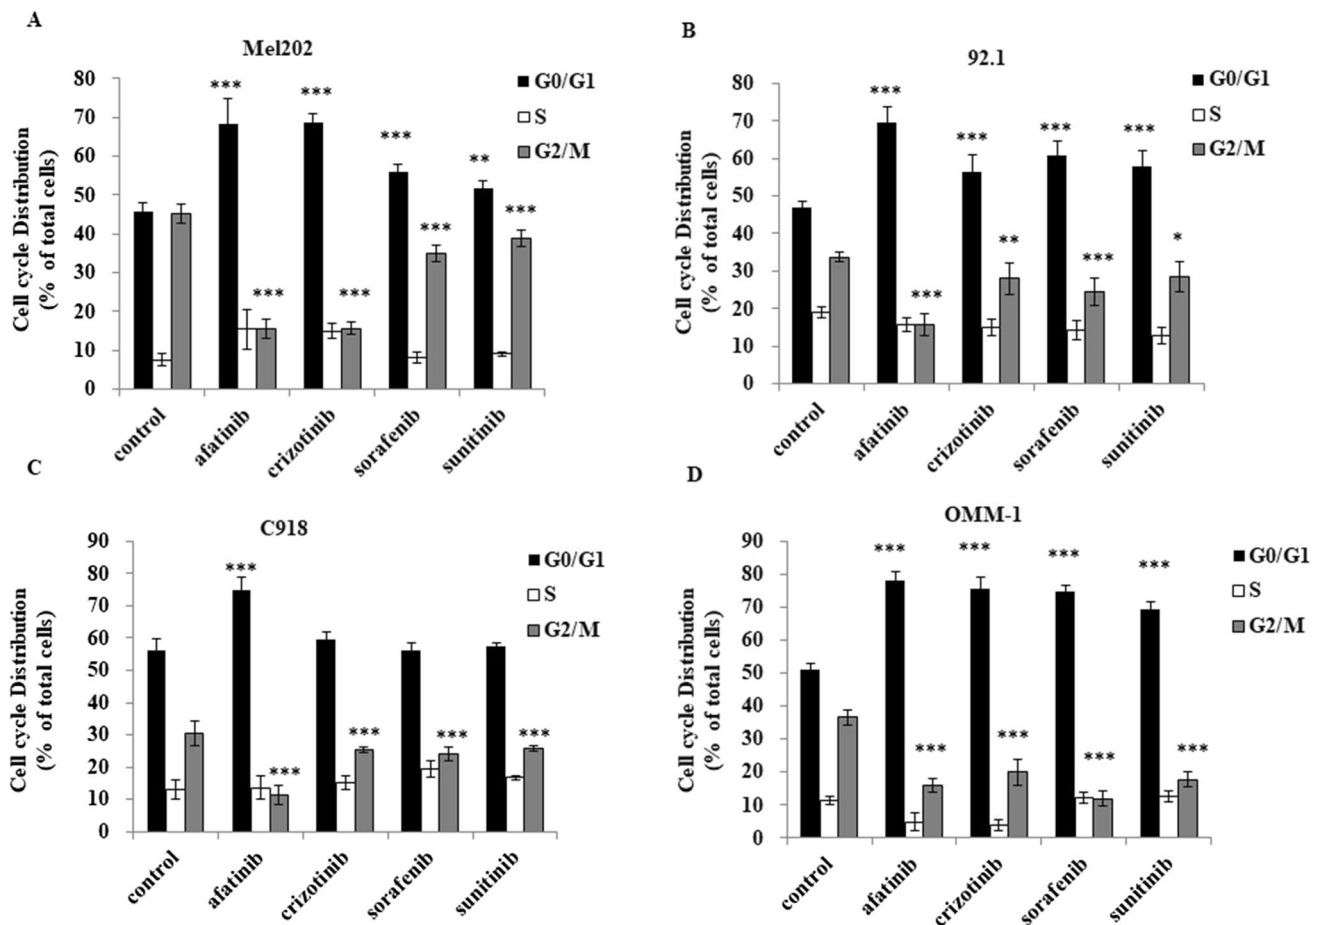 A
Mel202
Cell cycle Distribution
(% of total cells)
80
70
60
50
40
30
20
10
0
***
***
***
**
***
***
***
***
G0/G1
S
G2/M
control
afatinib
crizotinib
sorafenib
sunitinib
B
92.1
Cell cycle Distribution
(% of total cells)
80
70
60
50
40
30
20
10
0
***
***
***
***
***
**
***
*
G0/G1
S
G2/M
control
afatinib
crizotinib
sorafenib
sunitinib
C
C918
Cell cycle Distribution
(% of total cells)
90
80
70
60
50
40
30
20
10
0
***
***
***
***
***
G0/G1
S
G2/M
control
afatinib
crizotinib
sorafenib
sunitinib
D
OMM-1
Cell cycle Distribution
(% of total cells)
90
80
70
60
50
40
30
20
10
0
***
***
***
***
***
***
***
***
G0/G1
S
G2/M
control
afatinib
crizotinib
sorafenib
sunitinib